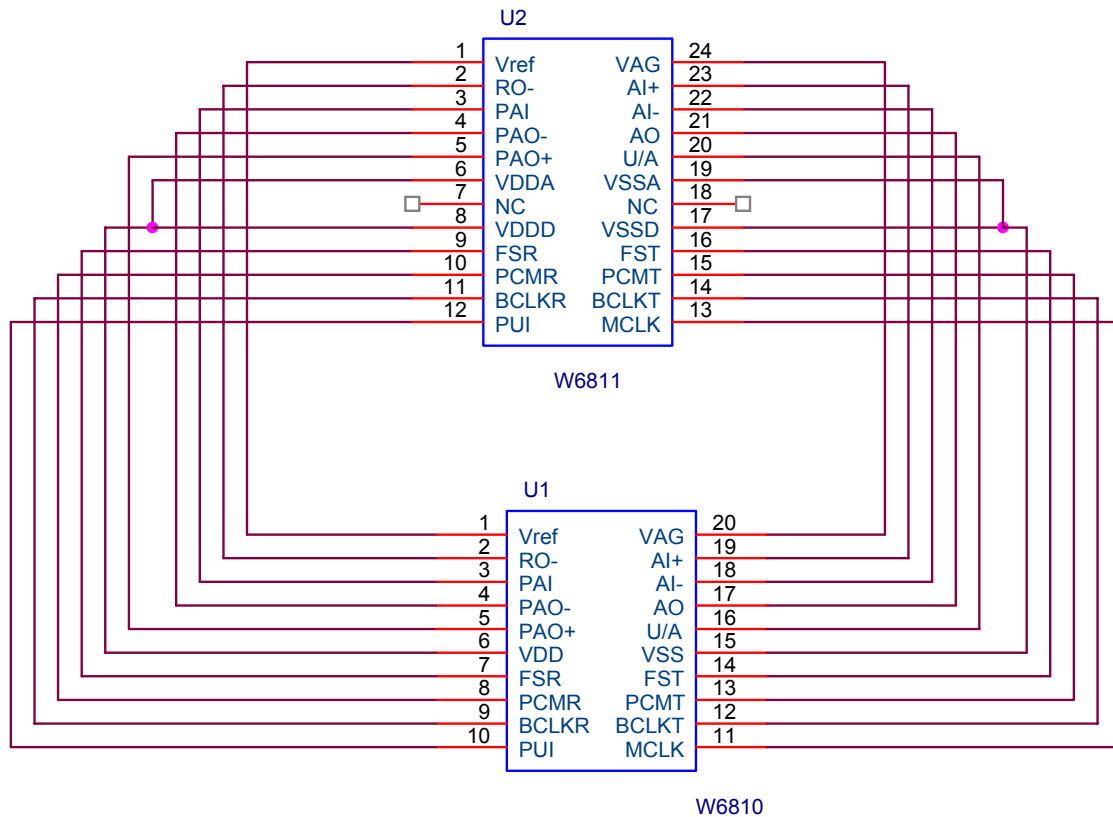 U2
1 Vref VAG 24
2 RO- AI+ 23
3 PAI AI- 22
4 PAO- AO 21
5 PAO+ U/A 20
6 VDDA VSSA 19
7 NC NC 18
8 VDDD VSSD 17
9 FSR FST 16
10 PCMR PCMT 15
11 BCLKR BCLKT 14
12 PUI MCLK 13
W6811
U1
1 Vref VAG 20
2 RO- AI+ 19
3 PAI AI- 18
4 PAO- AO 17
5 PAO+ U/A 16
6 VDD VSS 15
7 FSR FST 14
8 PCMR PCMT 13
9 BCLKR BCLKT 12
10 PUI MCLK 11
W6810